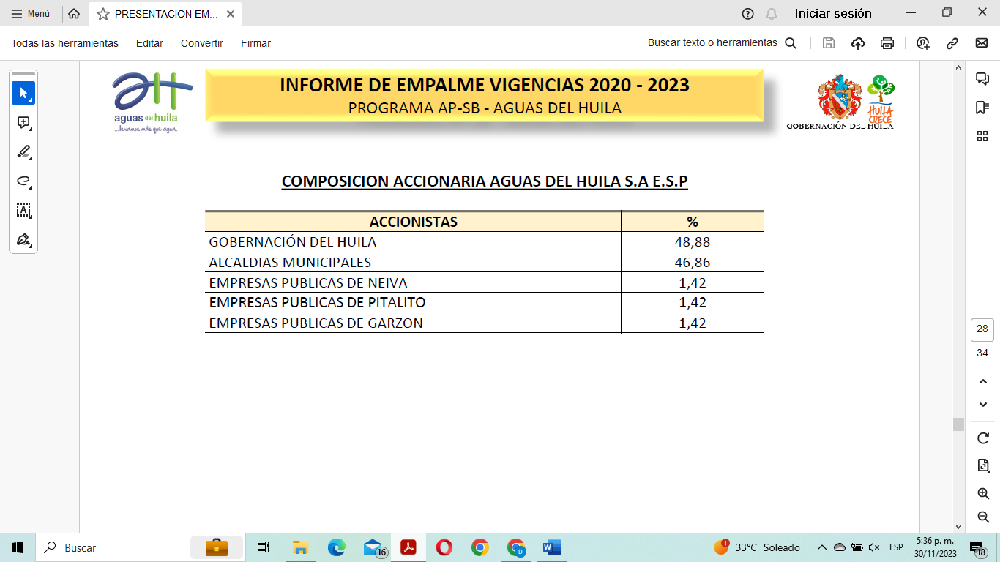 Menú
PRESENTACION EM...
Iniciar sesión
Todas las herramientas Editar Convertir Firmar
Buscar texto o herramientas
aguas del huila
...llevamos más que agua.
INFORME DE EMPALME VIGENCIAS 2020 - 2023
PROGRAMA AP-SB - AGUAS DEL HUILA
HUILA
CRECE
GOBERNACIÓN DEL HUILA
COMPOSICION ACCIONARIA AGUAS DEL HUILA S.A E.S.P
ACCIONISTAS %
GOBERNACIÓN DEL HUILA 48,88
ALCALDIAS MUNICIPALES 46,86
EMPRESAS PUBLICAS DE NEIVA 1,42
EMPRESAS PUBLICAS DE PITALITO 1,42
EMPRESAS PUBLICAS DE GARZON 1,42
28
34
Buscar
16
1
33°C Soleado
ESP
5:36 p. m.
30/11/2023
18